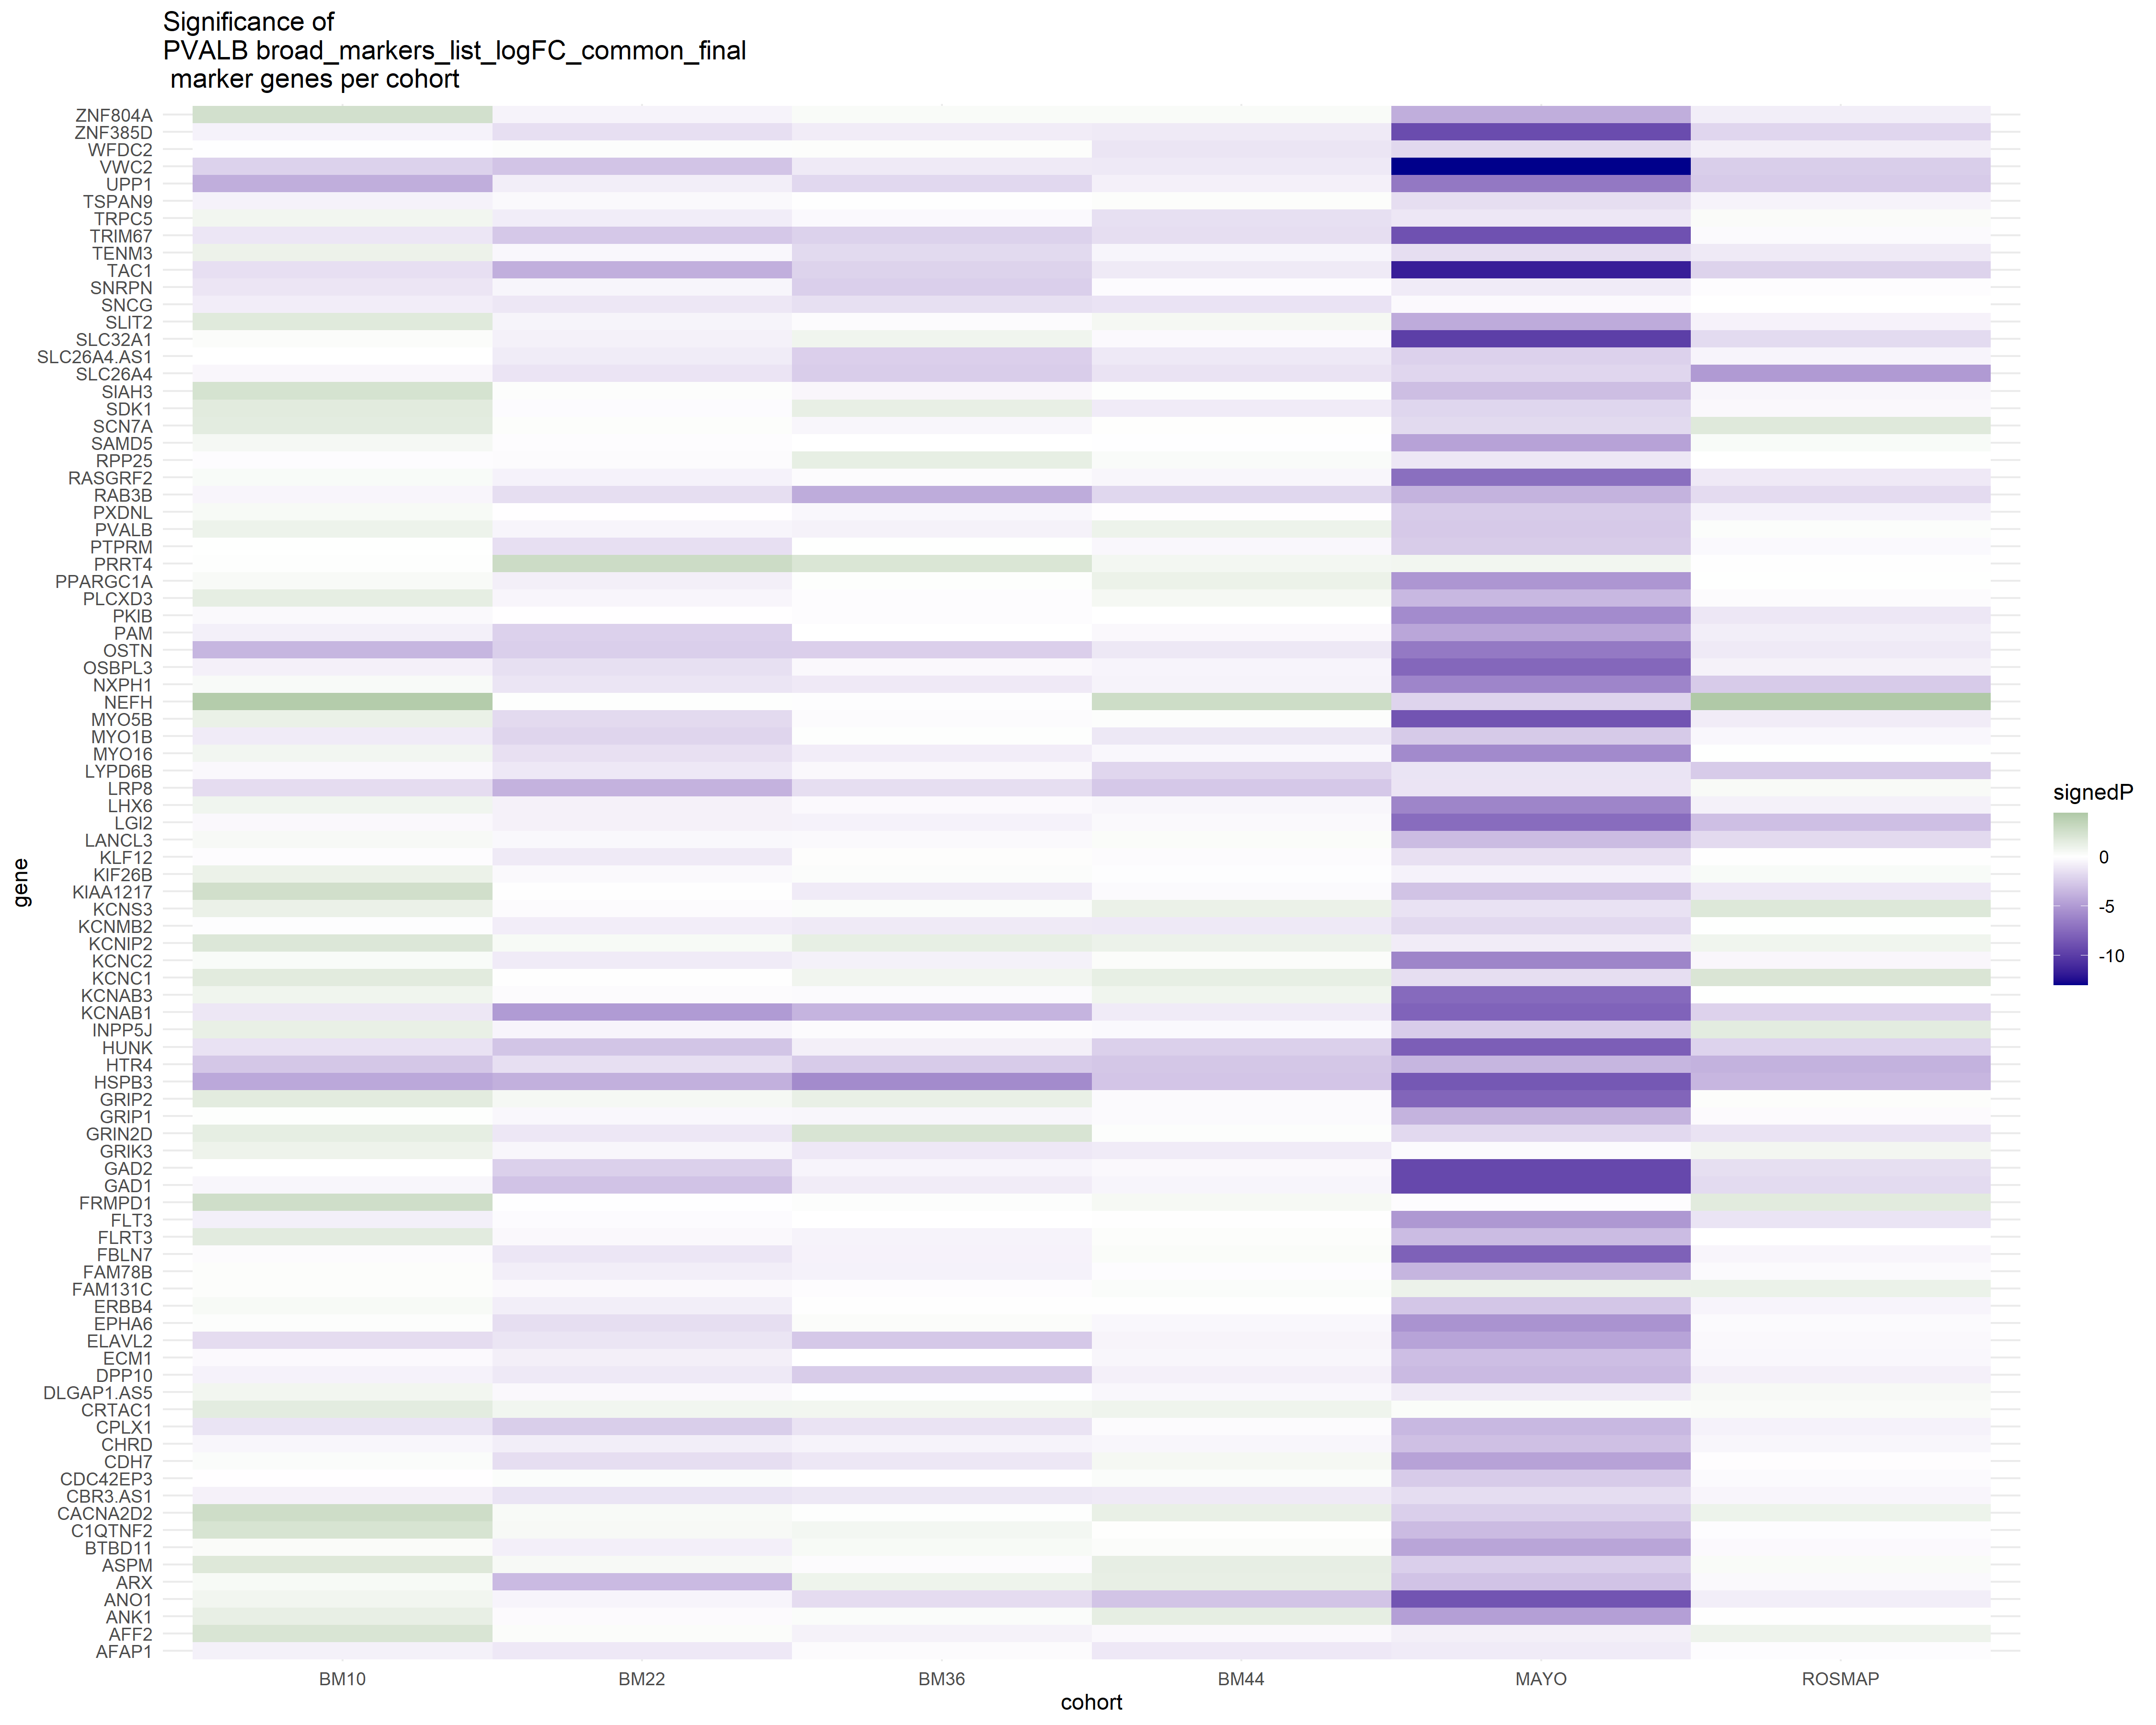 Significance of
PVALB broad_markers_list_logFC_common_final
marker genes per cohort
ZNF804A
ZNF385D
WFDC2
VWC2
UPP1
TSPAN9
TRPC5
TRIM67
TENM3
TAC1
SNRPN
SNCG
SLIT2
SLC32A1
SLC26A4.AS1
SLC26A4
SIAH3
SDK1
SCN7A
SAMD5
RPP25
RASGRF2
RAB3B
PXDNL
PVALB
PTPRM
PRRT4
PPARGC1A
PLCXD3
PKIB
PAM
OSTN
OSBPL3
NXPH1
NEFH
MYO5B
MYO1B
MYO16
LYPD6B
LRP8
LHX6
LGI2
LANCL3
KLF12
KIF26B
KIAA1217
KCNS3
KCNMB2
KCNIP2
KCNC2
KCNC1
KCNAB3
KCNAB1
INPP5J
HUNK
HTR4
HSPB3
GRIP2
GRIP1
GRIN2D
GRIK3
GAD2
GAD1
FRMPD1
FLT3
FLRT3
FBLN7
FAM78B
FAM131C
ERBB4
EPHA6
ELAVL2
ECM1
DPP10
DLGAP1.AS5
CRTAC1
CPLX1
CHRD
CDH7
CDC42EP3
CBR3.AS1
CACNA2D2
C1QTNF2
BTBD11
ASPM
ARX
ANO1
ANK1
AFF2
AFAP1
gene
BM10
BM22
BM36
BM44
MAYO
ROSMAP
cohort
signedP
0
-5
-10